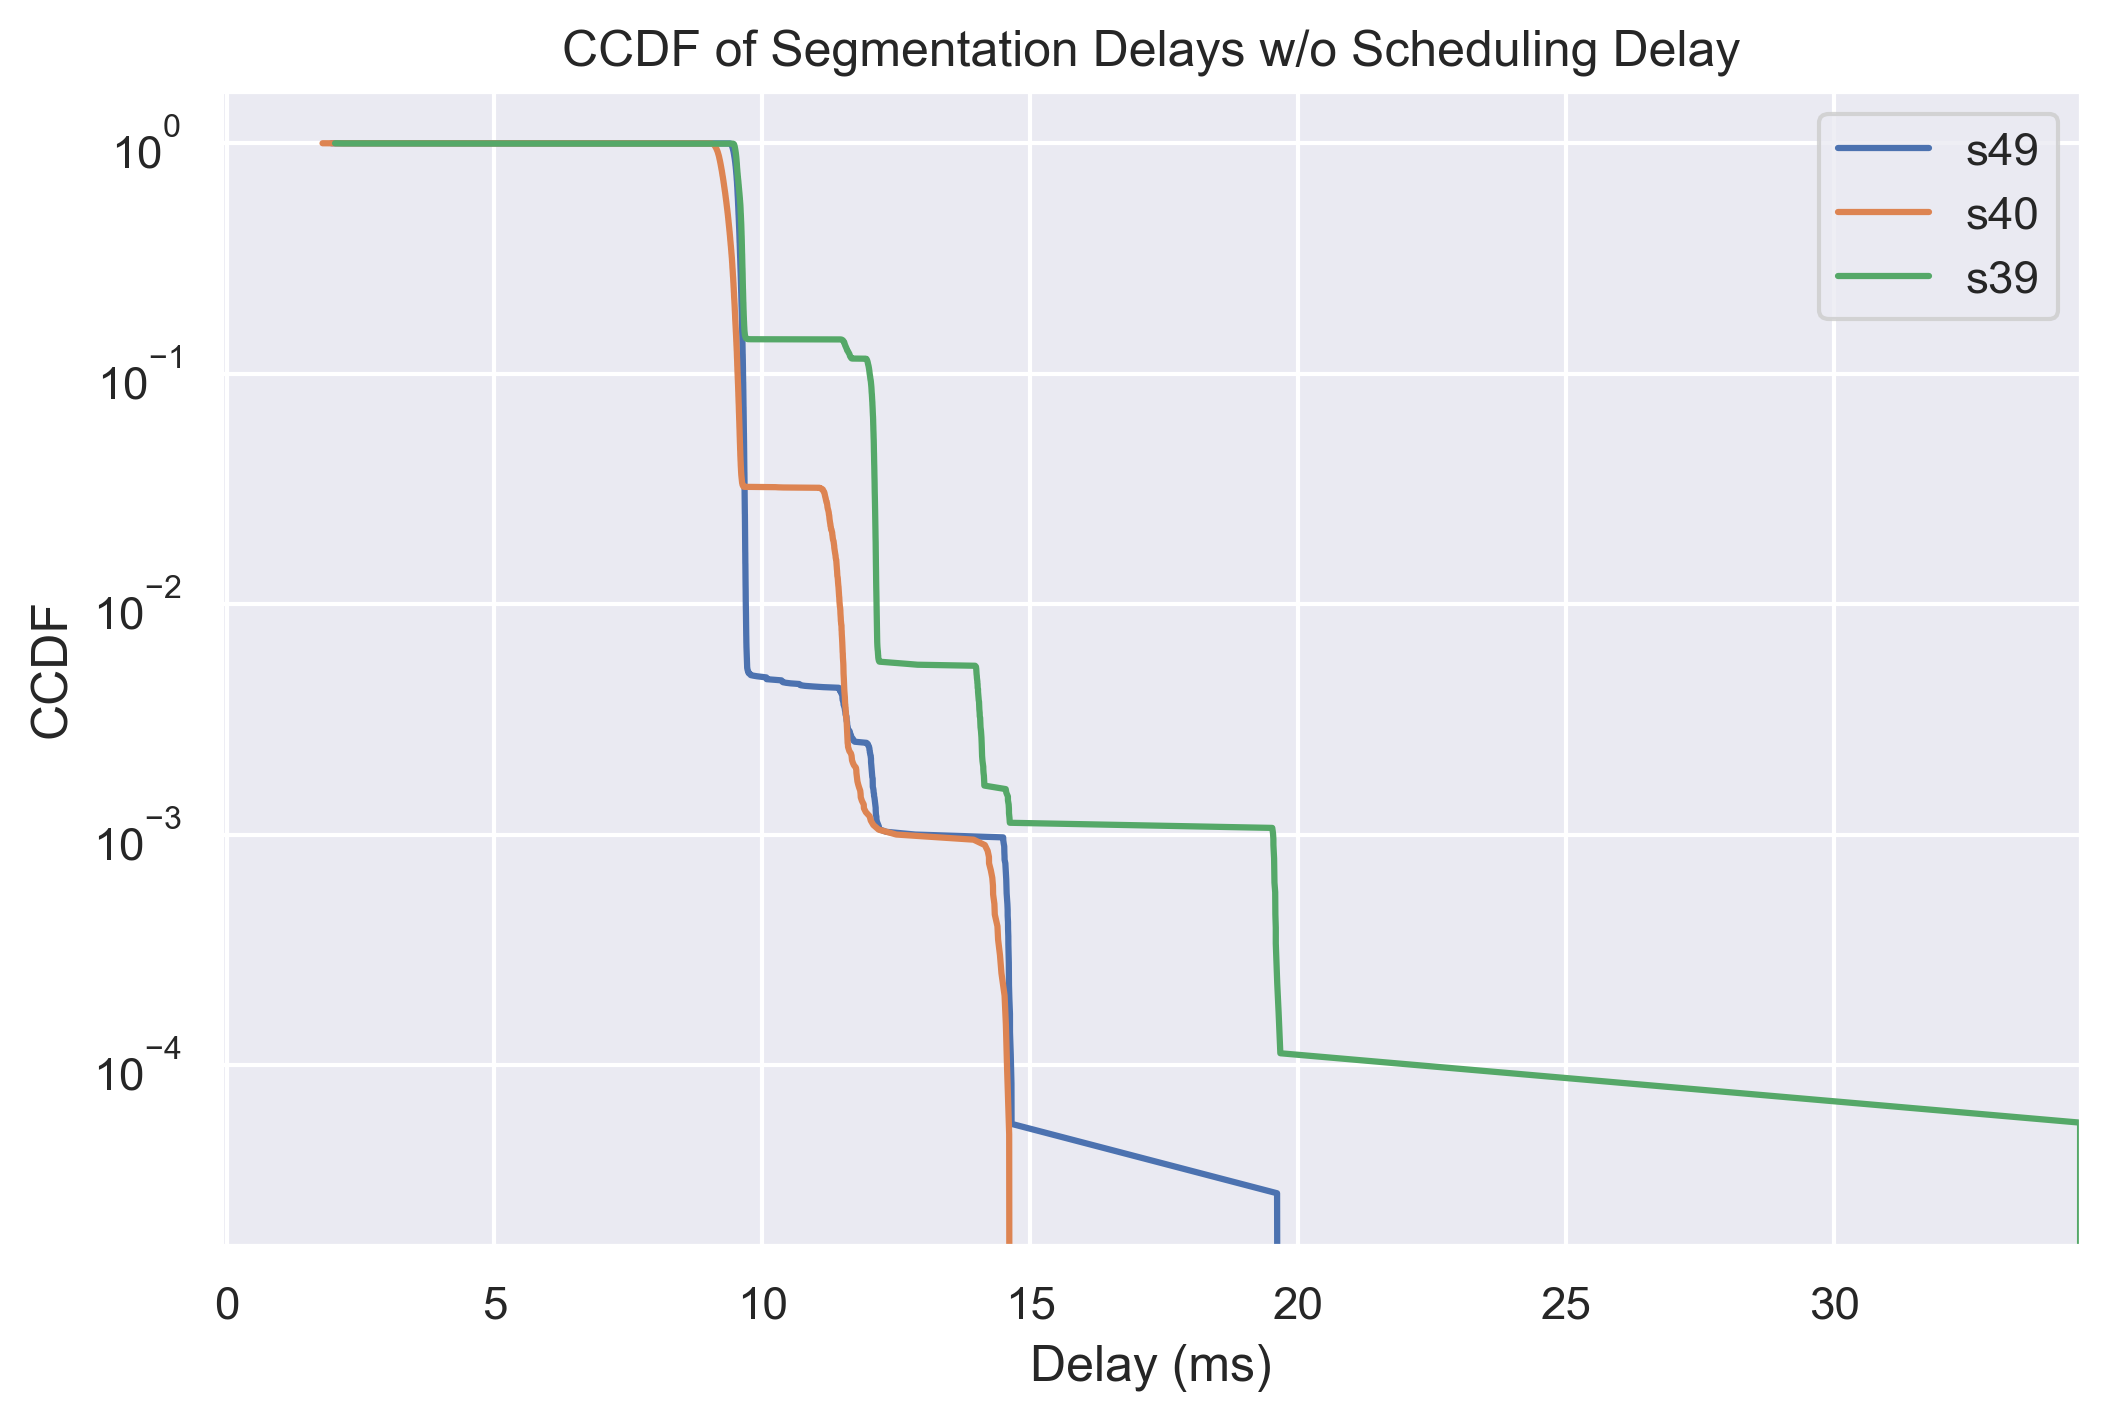 CCDF of Segmentation Delays w/o Scheduling Delay
s49
s40
s39
10^0
10^−1
10^−2
10^−3
10^−4
CCDF
0 5 10 15 20 25 30
Delay (ms)